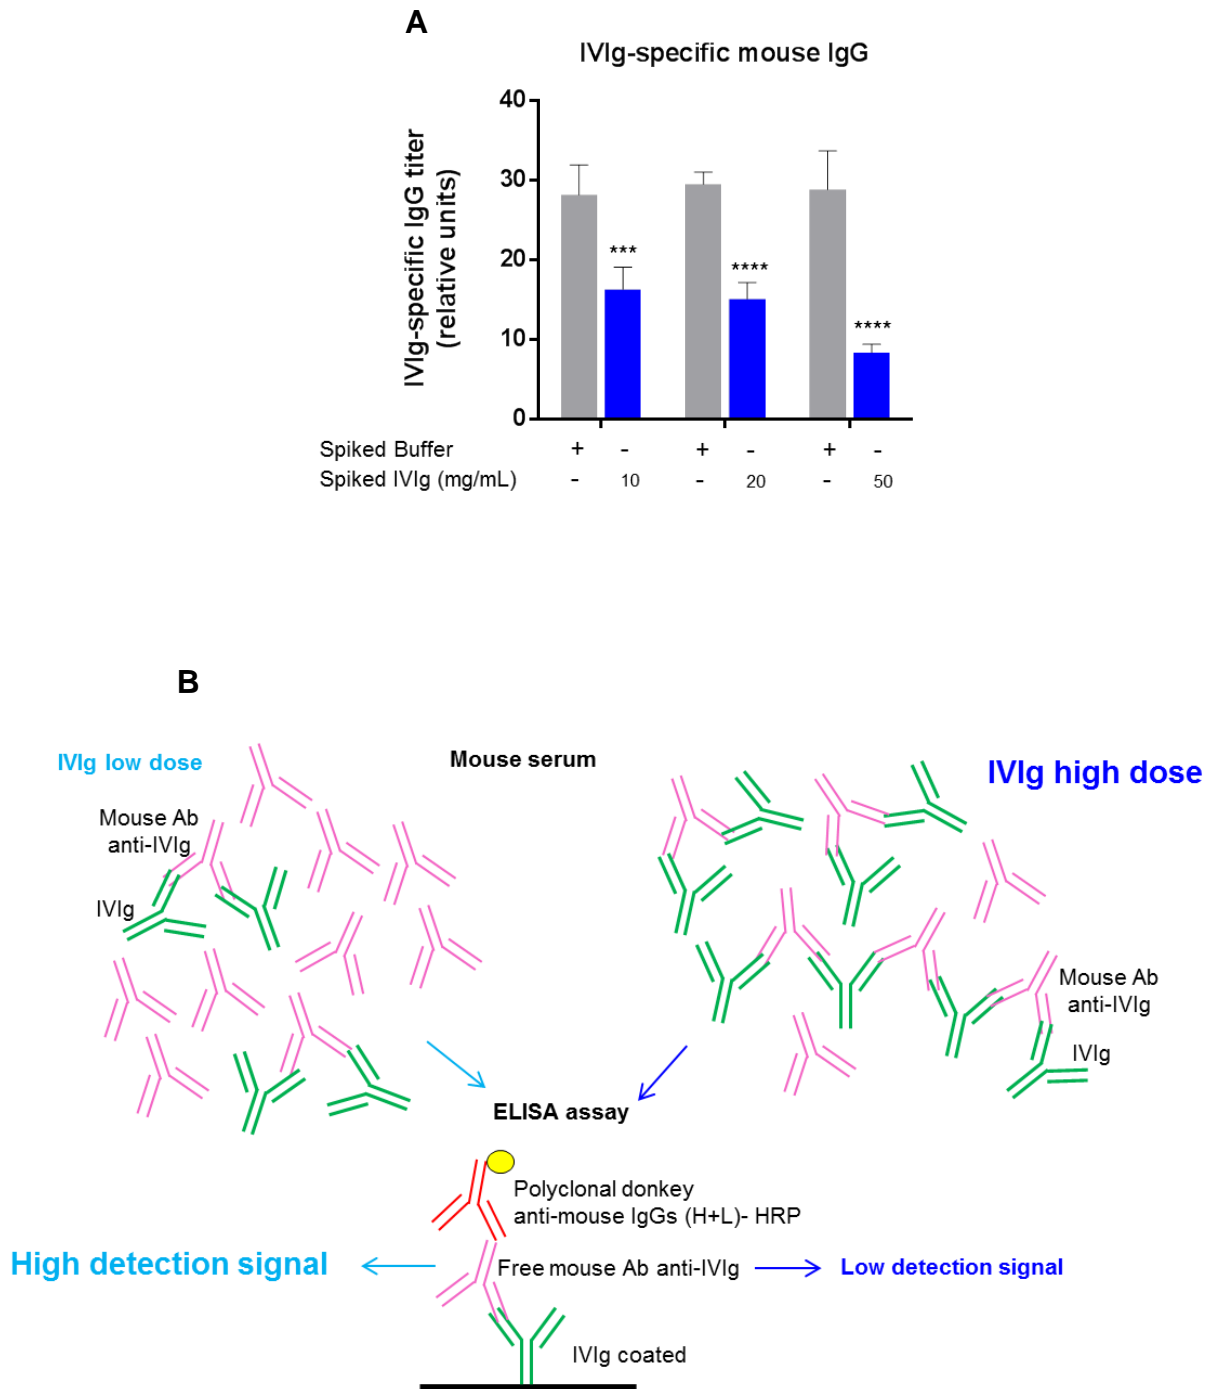 A
IVIg-specific mouse IgG
IVIg-specific IgG titer
(relative units)
40
30
20
10
0
***
****
****
Spiked Buffer + - + - + -
Spiked IVIg (mg/mL) - 10 - 20 - 50
B
IVIg low dose
Mouse serum
IVIg high dose
Mouse Ab
anti-IVIg
IVIg
Mouse Ab
anti-IVIg
IVIg
ELISA assay
Polyclonal donkey
anti-mouse IgGs (H+L)- HRP
High detection signal
Free mouse Ab anti-IVIg
Low detection signal
IVIg coated